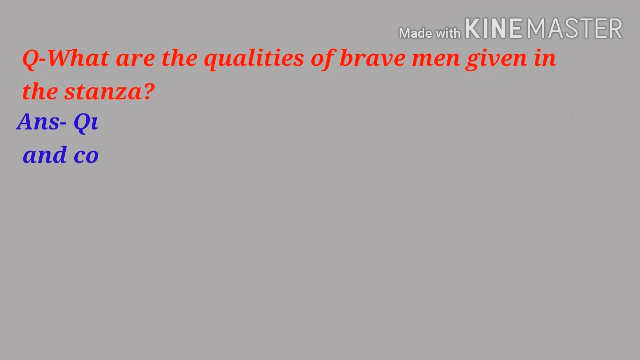 Made with KINEMASTER
Q-What are the qualities of brave men given in
the stanza?
Ans- Qu
and co